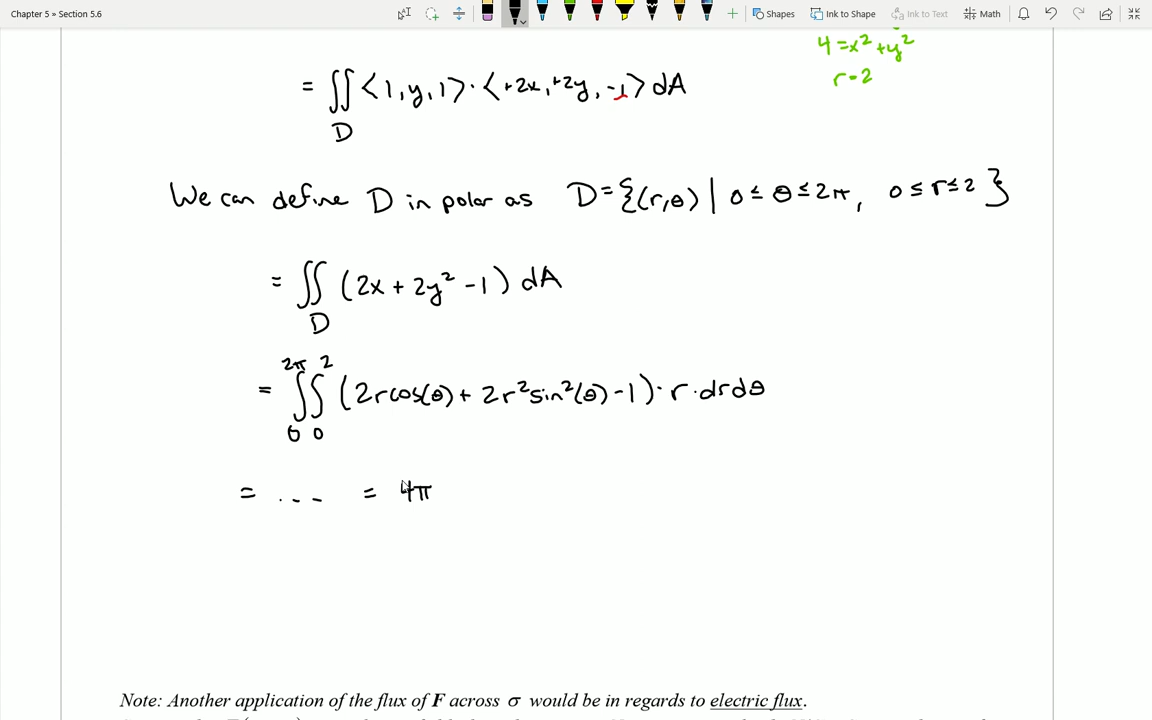 Chapter 5 » Section 5.6
Shapes Ink to Shape Ink to Text Math
4 = x² + y²
r = 2
= ∬ <1, y, 1> · <+2x, +2y, -1> dA
D
We can define D in polar as D = {(r, θ) | 0 ≤ θ ≤ 2π, 0 ≤ r ≤ 2}
= ∬ (2x + 2y² - 1) dA
D
2π 2
= ∬ (2r cos(θ) + 2r² sin²(θ) - 1) · r · dr dθ
0 0
= ... = 4π
Note: Another application of the flux of F across σ would be in regards to electric flux.